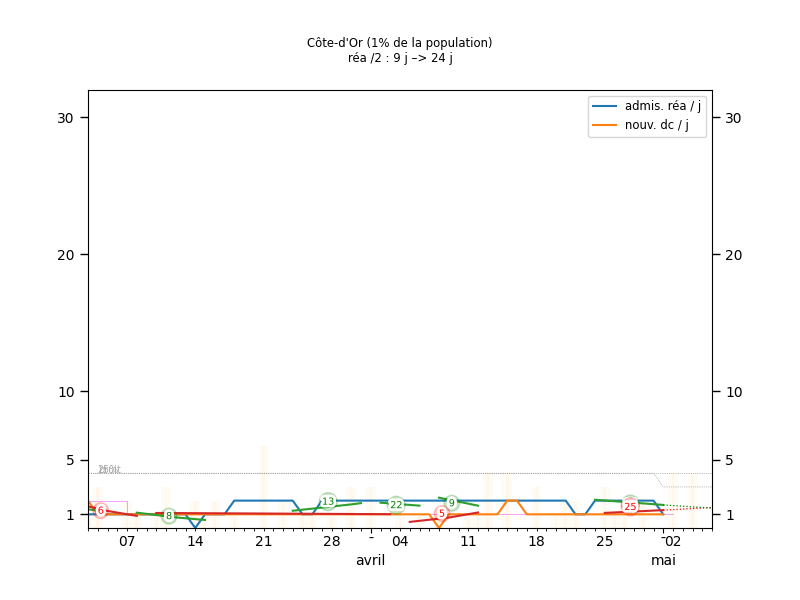 Côte-d'Or (1% de la population)
réa /2 : 9 j –> 24 j
admis. réa / j
nouv. dc / j
30 30
20 20
10 10
5 5
1 1
6 8 13 22 9 5 25
07 14 21 28 - 04 11 18 25 - 02
avril mai